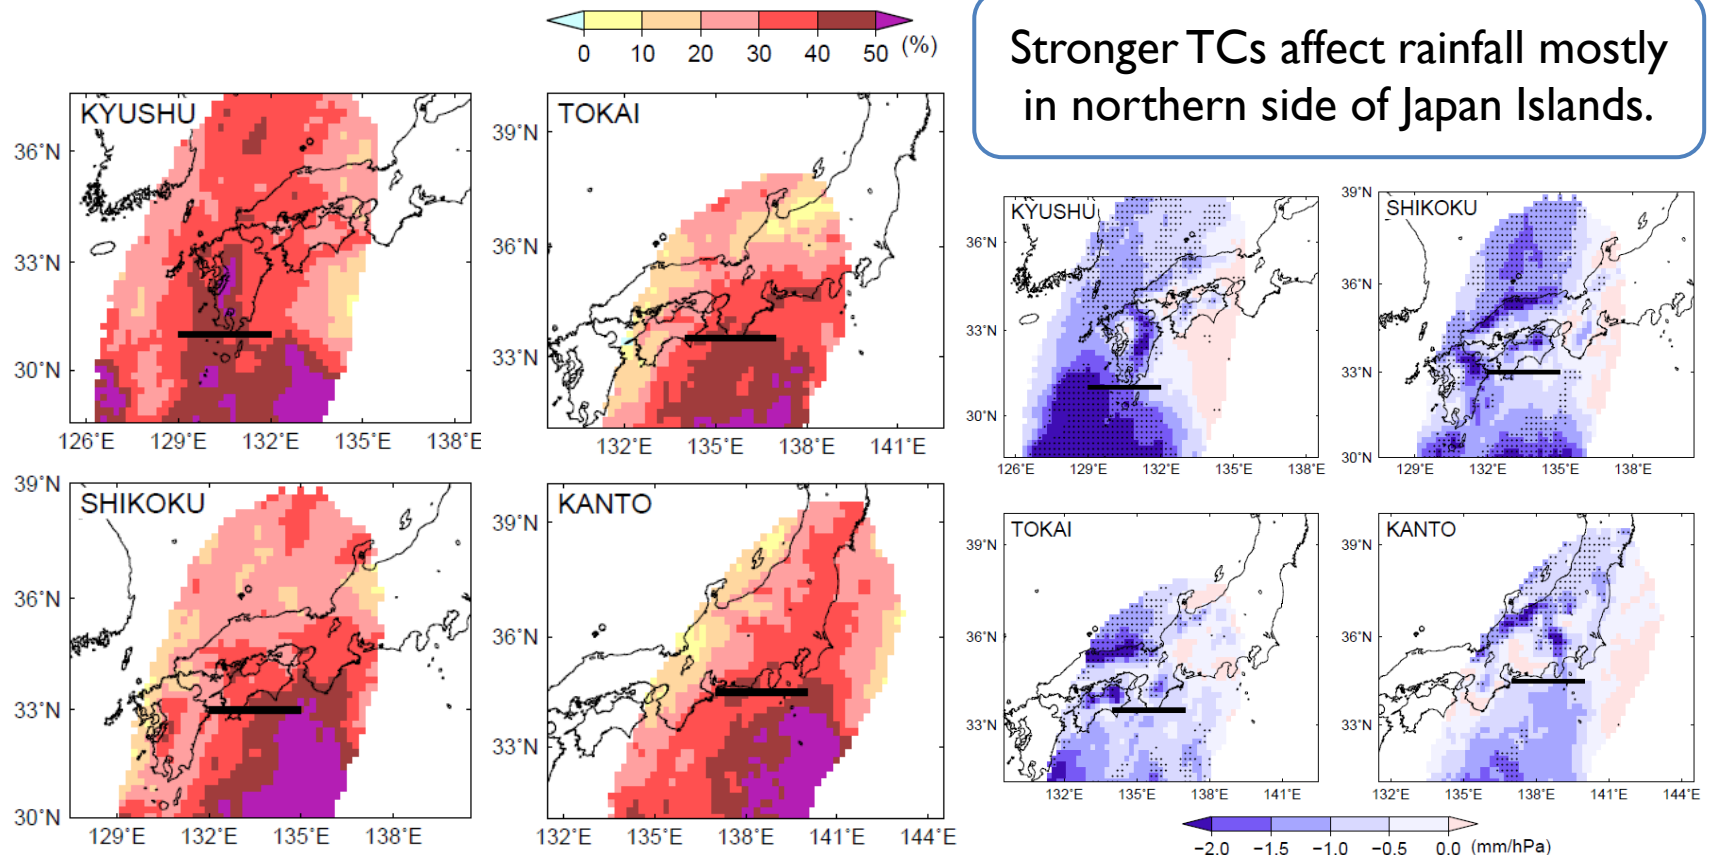 0 10 20 30 40 50 (%)
Stronger TCs affect rainfall mostly
in northern side of Japan Islands.
KYUSHU
36°N
33°N
30°N
126°E 129°E 132°E 135°E 138°E
TOKAI
39°N
36°N
33°N
132°E 135°E 138°E 141°E
SHIKOKU
39°N
36°N
33°N
30°N
129°E 132°E 135°E 138°E
KANTO
39°N
36°N
33°N
132°E 135°E 138°E 141°E 144°E
KYUSHU
36°N
33°N
30°N
126°E 129°E 132°E 135°E 138°E
SHIKOKU
39°N
36°N
33°N
30°N
129°E 132°E 135°E 138°E
TOKAI
39°N
36°N
33°N
132°E 135°E 138°E 141°E
KANTO
39°N
36°N
33°N
132°E 135°E 138°E 141°E 144°E
−2.0 −1.5 −1.0 −0.5 0.0 (mm/hPa)